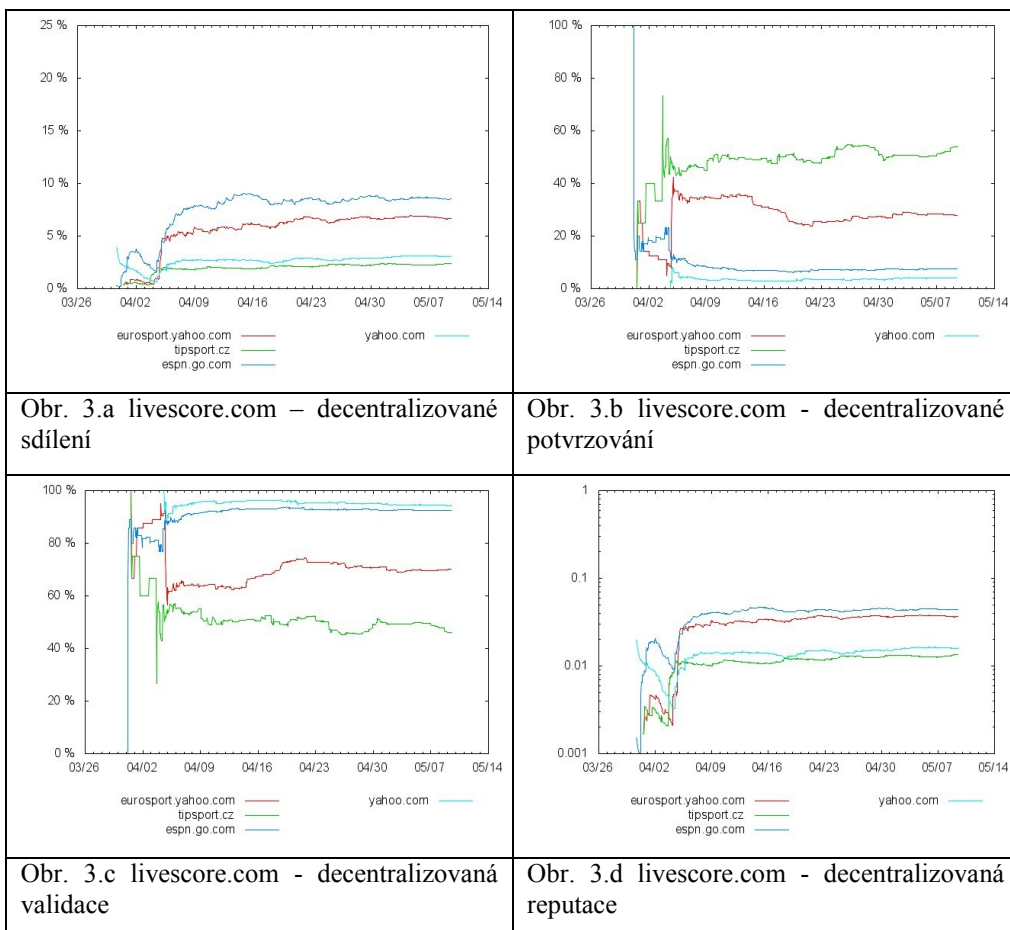 25 %
20 %
15 %
10 %
5 %
0 %
03/26 04/02 04/09 04/16 04/23 04/30 05/07 05/14
eurosport.yahoo.com
tipsport.cz
espn.go.com
yahoo.com
Obr. 3.a livescore.com – decentralizované
sdílení
100 %
80 %
60 %
40 %
20 %
0 %
03/26 04/02 04/09 04/16 04/23 04/30 05/07 05/14
eurosport.yahoo.com
tipsport.cz
espn.go.com
yahoo.com
Obr. 3.b livescore.com - decentralizované
potvrzování
100 %
80 %
60 %
40 %
20 %
0 %
03/26 04/02 04/09 04/16 04/23 04/30 05/07 05/14
eurosport.yahoo.com
tipsport.cz
espn.go.com
yahoo.com
Obr. 3.c livescore.com - decentralizovaná
validace
1
0.1
0.01
0.001
03/26 04/02 04/09 04/16 04/23 04/30 05/07 05/14
eurosport.yahoo.com
tipsport.cz
espn.go.com
yahoo.com
Obr. 3.d livescore.com - decentralizovaná
reputace